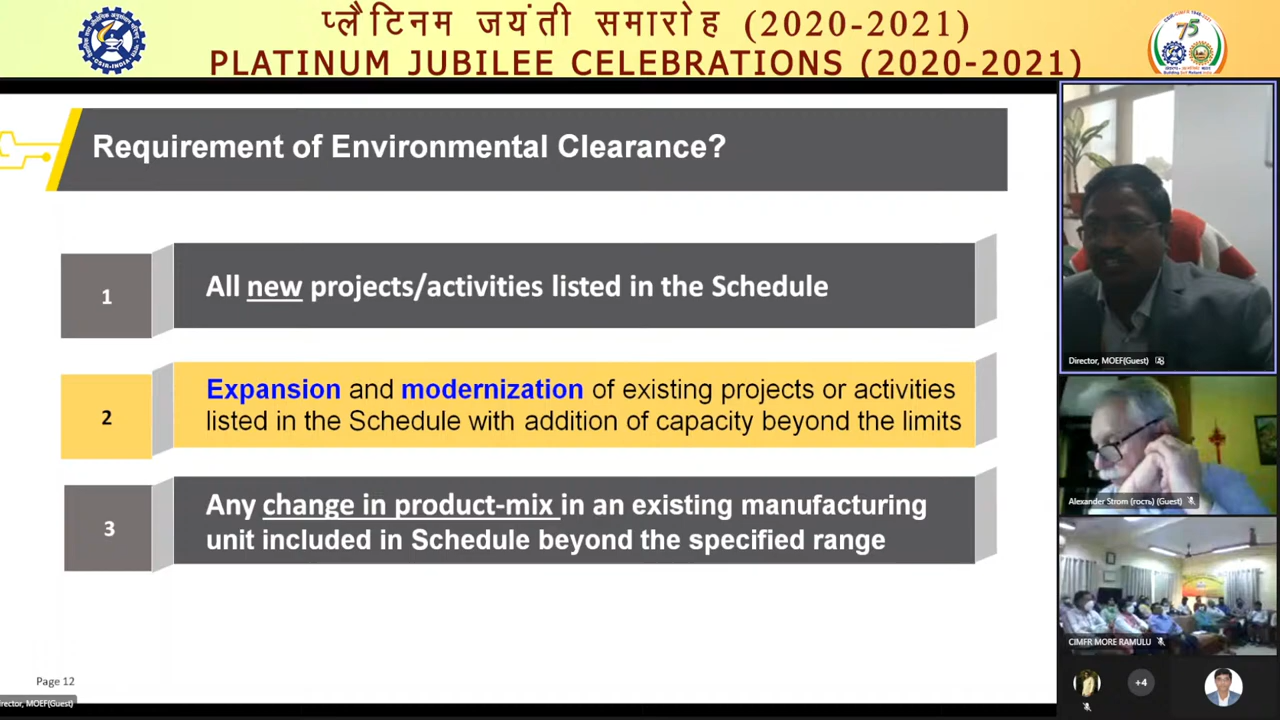 प्लैटिनम जयंती समारोह (2020-2021)
PLATINUM JUBILEE CELEBRATIONS (2020-2021)
75
Requirement of Environmental Clearance?
1
All new projects/activities listed in the Schedule
2
Expansion and modernization of existing projects or activities
listed in the Schedule with addition of capacity beyond the limits
3
Any change in product-mix in an existing manufacturing
unit included in Schedule beyond the specified range
Page 12
irector, MOEF(Guest)
Director, MOEF(Guest)
Alexander Strom (гость) (Guest)
CIMFR MORE RAMULU
+4